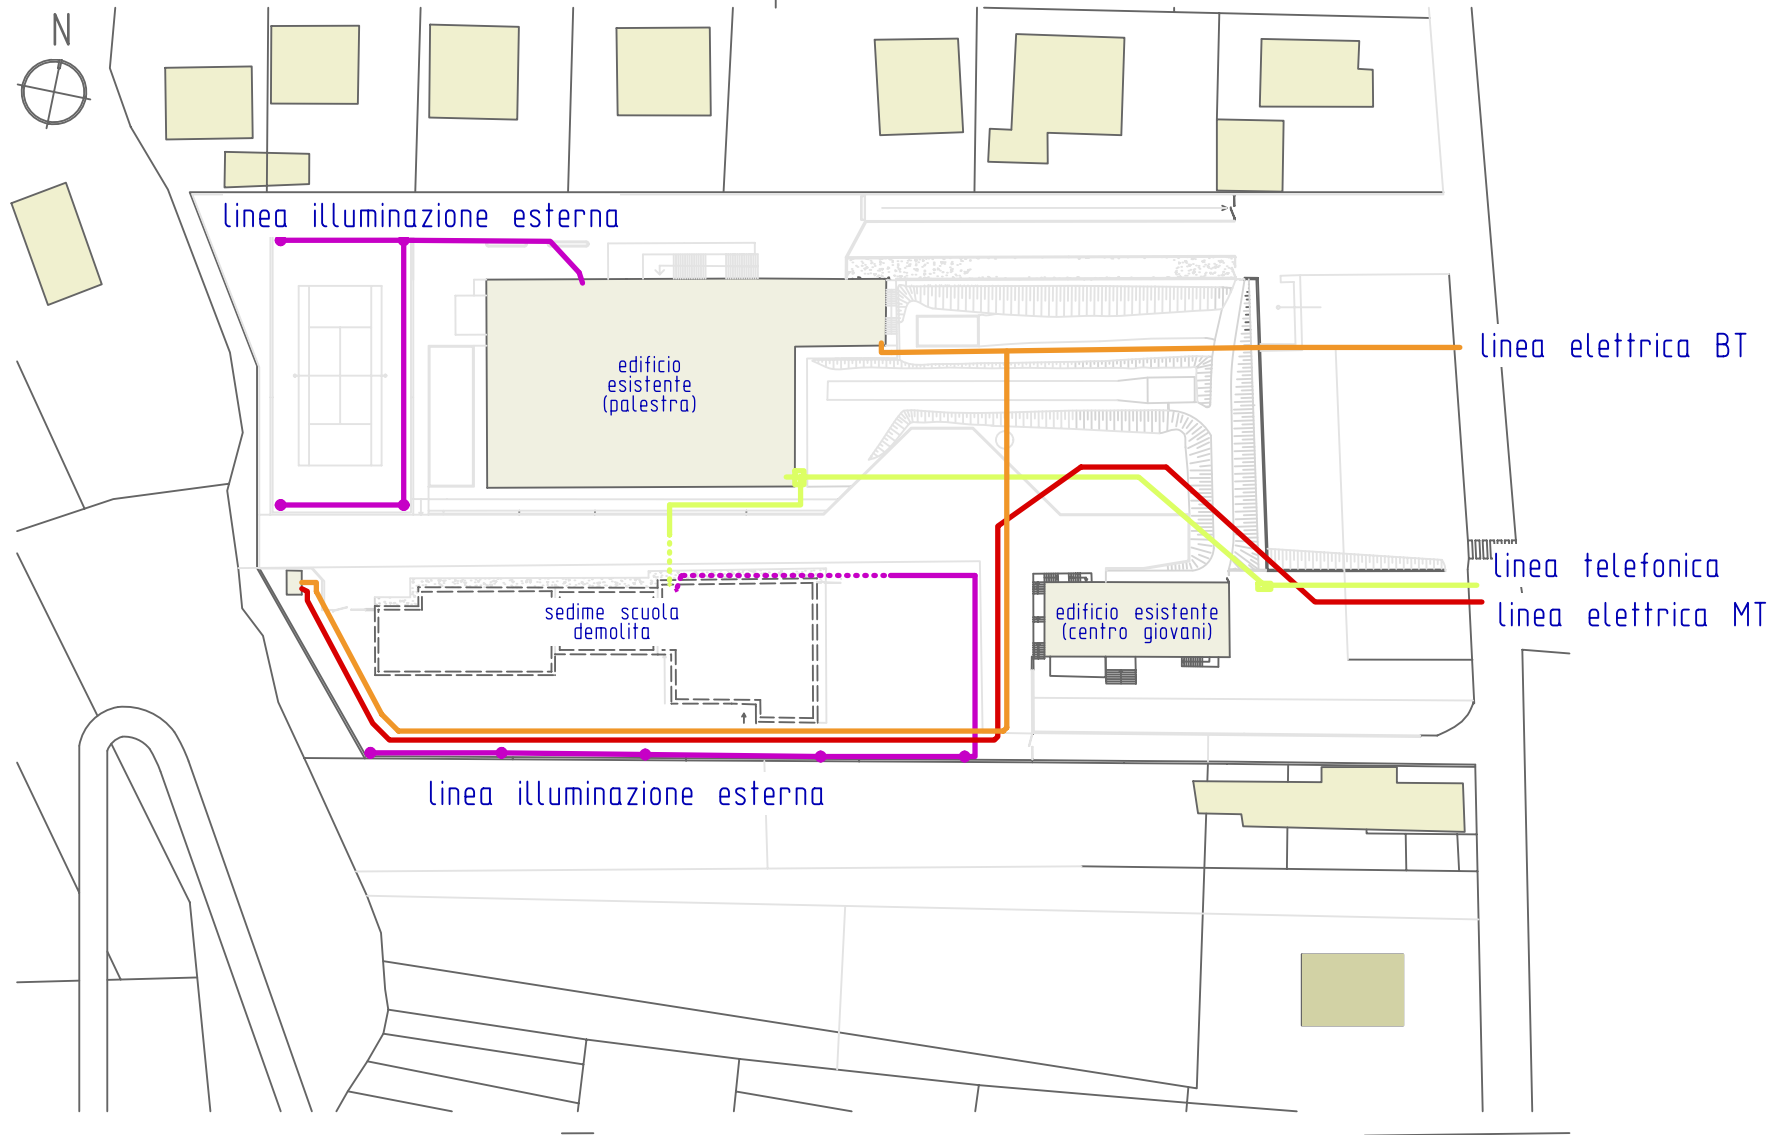 N
linea illuminazione esterna
linea elettrica BT
edificio
esistente
(palestra)
linea telefonica
linea elettrica MT
sedime scuola
demolita
edificio esistente
(centro giovani)
linea illuminazione esterna